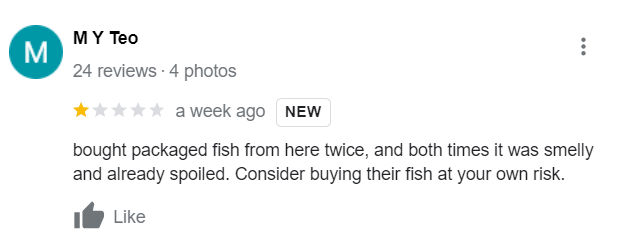 M
M Y Teo
24 reviews · 4 photos
a week ago NEW
bought packaged fish from here twice, and both times it was smelly
and already spoiled. Consider buying their fish at your own risk.
Like